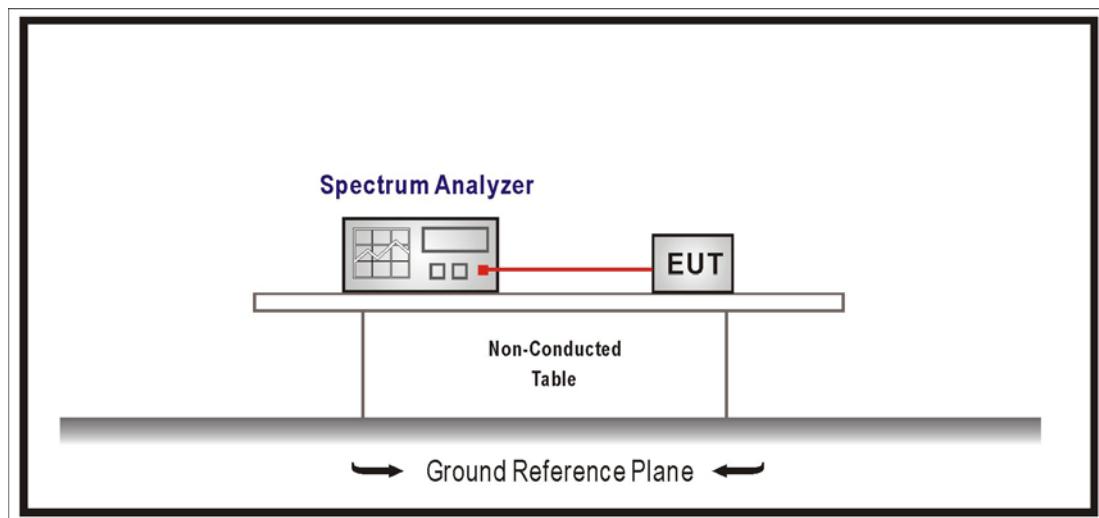 Spectrum Analyzer
EUT
Non-Conducted
Table
Ground Reference Plane